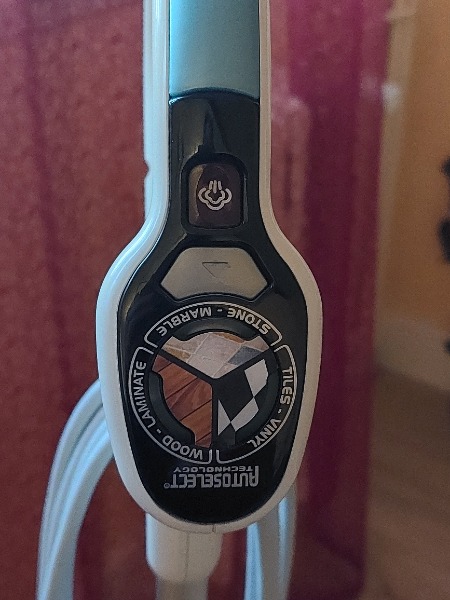 STONE - MARBLE
TILES - VINYL
WOOD - LAMINATE
AUTOSELECT®
TECHNOLOGY